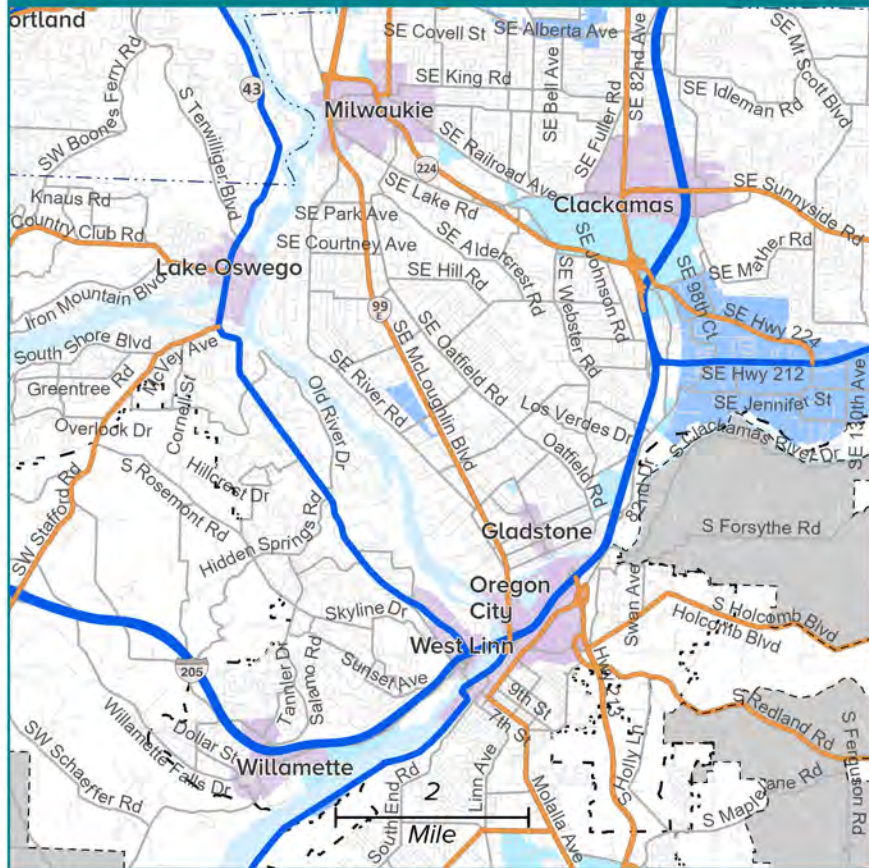 ortland
SE Covell St
SE Alberta Ave
SW Boones Ferry Rd
43
S Terwilliger Blvd
SE King Rd
SE Bell Ave
SE Fuller Rd
SE 82nd Ave
SE Mt Scott Blvd
SE Idleman Rd
Milwaukie
SE Railroad Ave
224
SE Lake Rd
Knaus Rd
Country Club Rd
SE Park Ave
SE Courtney Ave
SE Aldercrest Rd
Clackamas
SE Sunnyside Rd
Lake Oswego
Iron Mountain Blvd
SE Hill Rd
SE Webster Rd
SE Johnson Rd
SE Mather Rd
SE 98th Ct
99
E
SE Hwy 224
South Shore Blvd
McVey Ave
Greentree Rd
Cornell St
Old River Dr
SE River Rd
SE McLoughlin Blvd
SE Oatfield Rd
SE Hwy 212
SE Jennifer St
SE 130th Ave
Overlook Dr
Los Verdes Dr
Oatfield Rd
S Clackamas River Dr
SW Stafford Rd
S Rosemont Rd
Hillcrest Dr
Hidden Springs Rd
82nd Dr
Gladstone
S Forsythe Rd
Oregon
City
Swan Ave
S Holcomb Blvd
Holcomb Blvd
Skyline Dr
West Linn
205
Tannler Dr
Salamo Rd
Sunset Ave
Hwy 213
S Redland Rd
9th St
7th St
S Holly Ln
S Ferguson Rd
Dollar St
Willamette Falls Dr
Willamette
SW Schaeffer Rd
South End Rd
Linn Ave
Molalla Ave
S Maplelane Rd
2
Mile